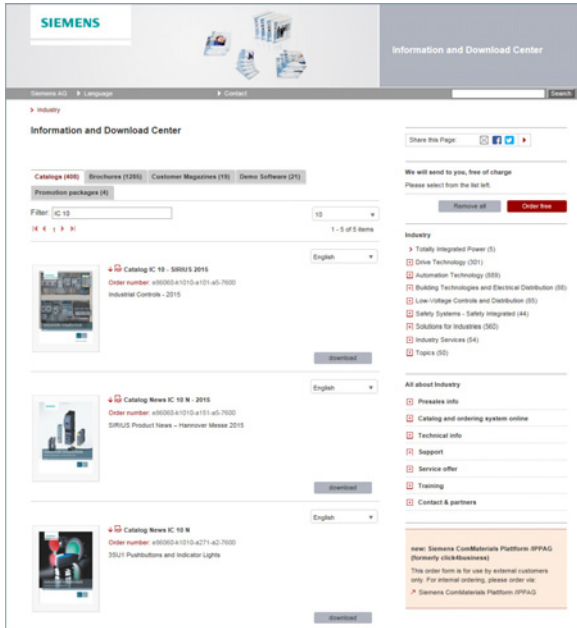 SIEMENS
Information and Download Center
Siemens AG
Language
Contact
Search
Industry
Information and Download Center
Catalogs (408)
Brochures (1205)
Customer Magazines (19)
Demo Software (21)
Promotion packages (4)
Filter: IC 10
10
1
1 - 5 of 5 items
English
Catalog IC 10 - SIRIUS 2015
Order number: e86060-k1010-a101-a5-7600
Industrial Controls - 2015
download
English
Catalog News IC 10 N - 2015
Order number: e86060-k1010-a151-a5-7600
SIRIUS Product News – Hannover Messe 2015
download
English
Catalog News IC 10 N
Order number: e86060-k1010-a271-a2-7600
3SU1 Pushbuttons and Indicator Lights
download
Share this Page:
We will send to you, free of charge
Please select from the list left.
Remove all
Order free
Industry
Totally Integrated Power (5)
Drive Technology (301)
Automation Technology (889)
Building Technologies and Electrical Distribution (88)
Low-Voltage Controls and Distribution (85)
Safety Systems - Safety Integrated (44)
Solutions for Industries (560)
Industry Services (54)
Topics (50)
All about Industry
Presales info
Catalog and ordering system online
Technical info
Support
Service offer
Training
Contact & partners
new: Siemens ComMaterials Plattform /IPPAG
(formerly click4business)
This order form is for use by external customers
only. For internal ordering, please order via:
Siemens ComMaterials Plattform /IPPAG